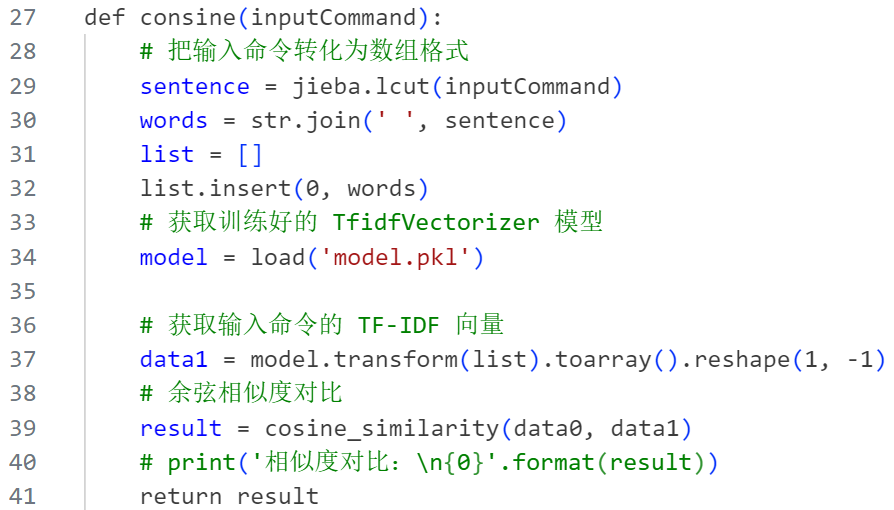 27 def consine(inputCommand):
28     # 把输入命令转化为数组格式
29     sentence = jieba.lcut(inputCommand)
30     words = str.join(' ', sentence)
31     list = []
32     list.insert(0, words)
33     # 获取训练好的 TfidfVectorizer 模型
34     model = load('model.pkl')
35
36     # 获取输入命令的 TF-IDF 向量
37     data1 = model.transform(list).toarray().reshape(1, -1)
38     # 余弦相似度对比
39     result = cosine_similarity(data0, data1)
40     # print('相似度对比：\n{0}'.format(result))
41     return result